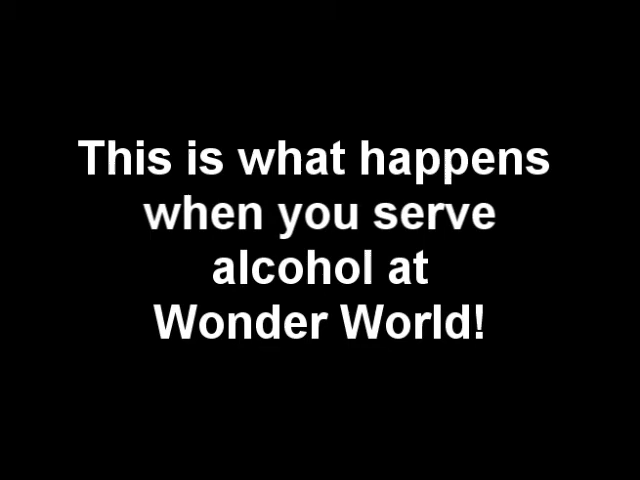 This is what happens
when you serve
alcohol at
Wonder World!